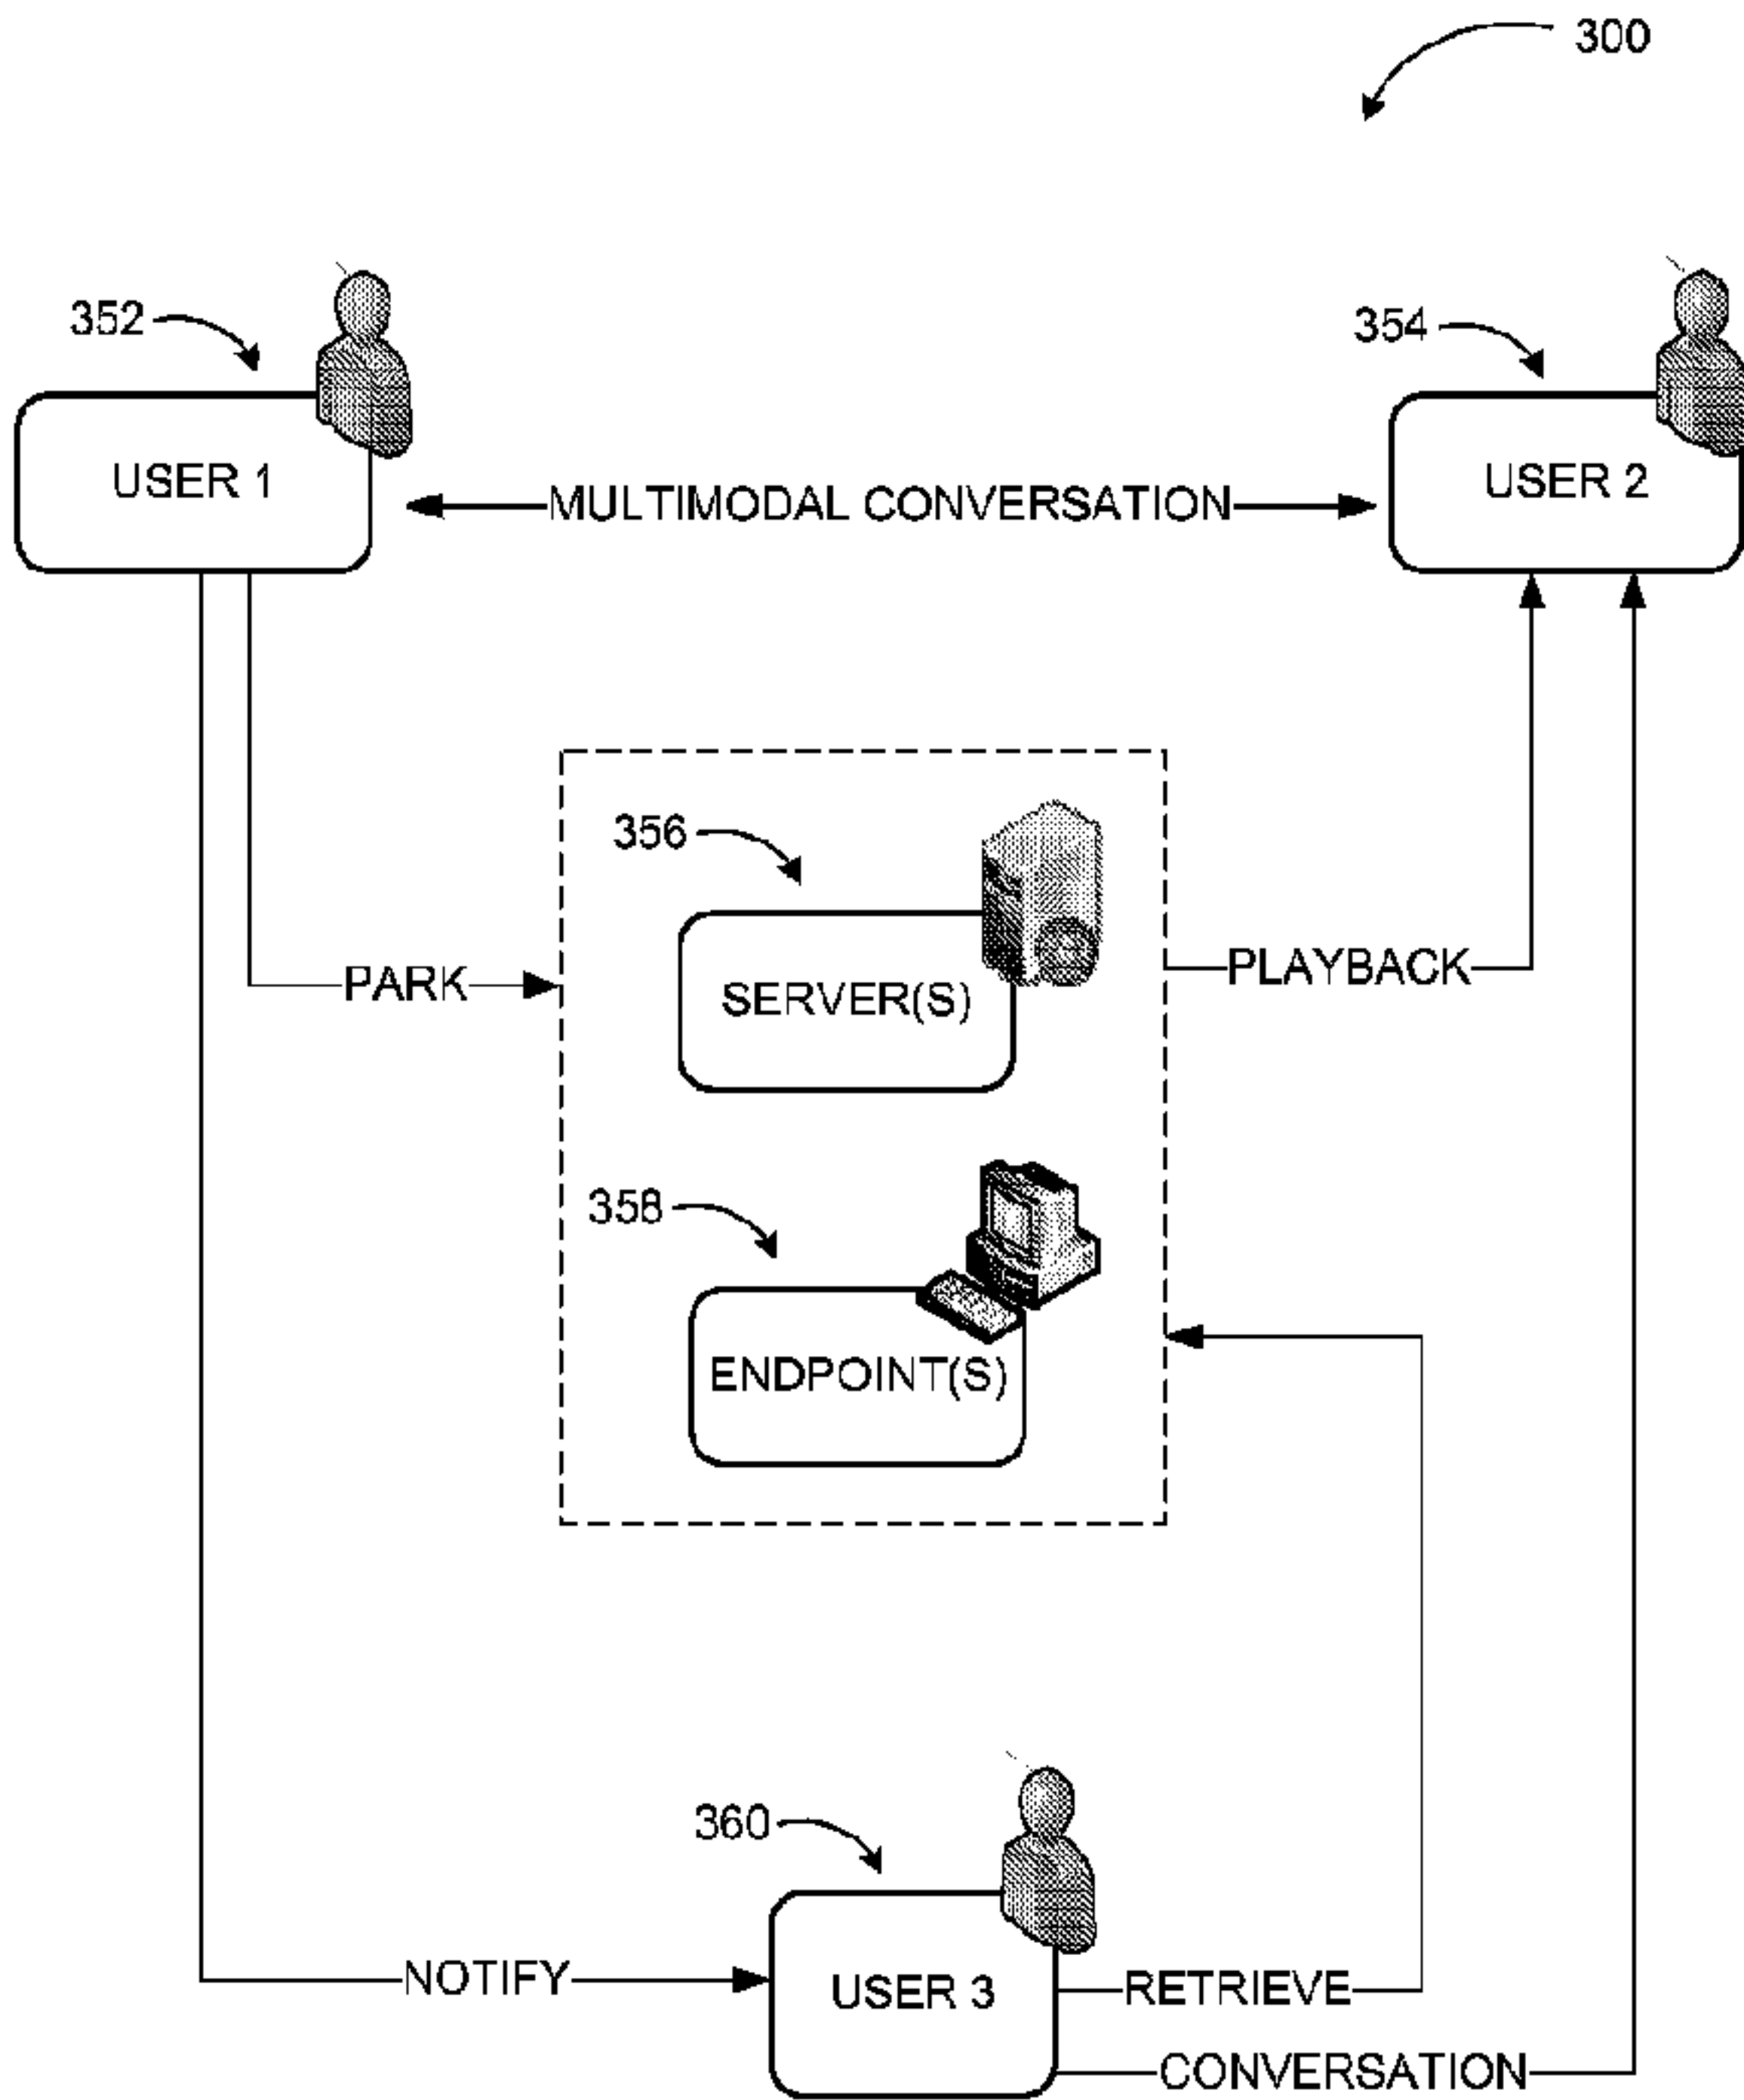 300
352
354
USER 1
MULTIMODAL CONVERSATION
USER 2
356
PARK
SERVER(S)
PLAYBACK
358
ENDPOINT(S)
360
NOTIFY
USER 3
RETRIEVE
CONVERSATION